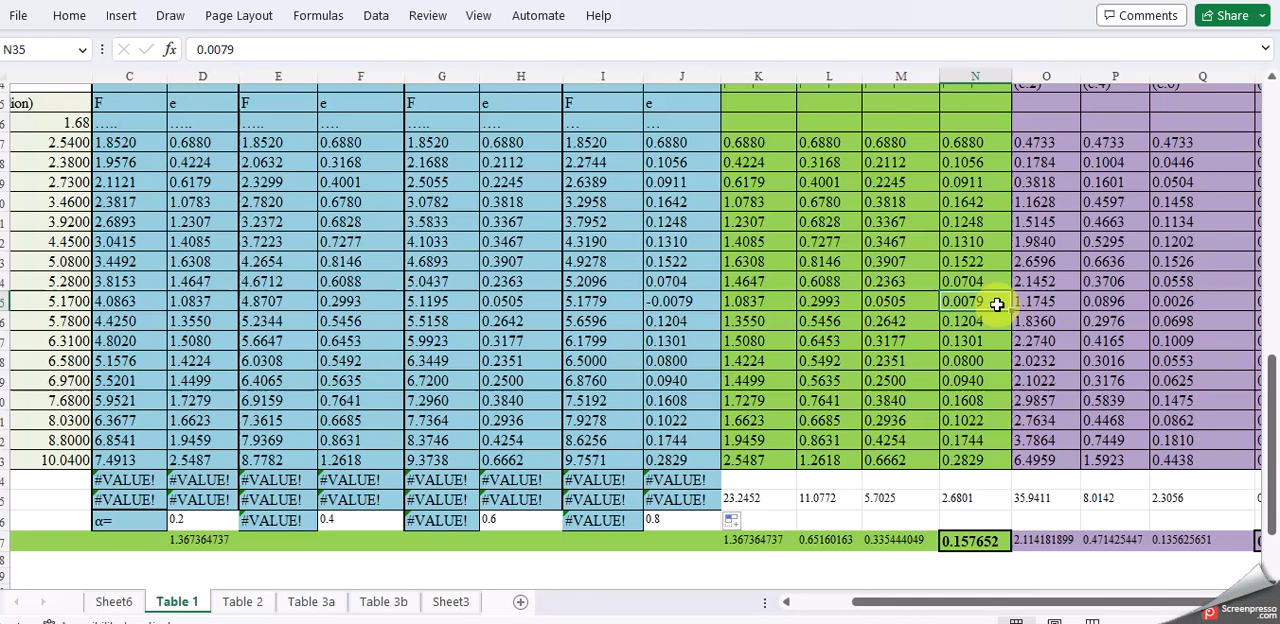 File Home Insert Draw Page Layout Formulas Data Review View Automate Help Comments Share
N35 fx 0.0079
C D E F G H I J K L M N O P Q
5 ion) F e F e F e F e
6 1.68 ..... ..... .... .... .... .... ... ...
7 2.5400 1.8520 0.6880 1.8520 0.6880 1.8520 0.6880 1.8520 0.6880 0.6880 0.6880 0.6880 0.6880 0.4733 0.4733 0.4733
8 2.3800 1.9576 0.4224 2.0632 0.3168 2.1688 0.2112 2.2744 0.1056 0.4224 0.3168 0.2112 0.1056 0.1784 0.1004 0.0446
9 2.7300 2.1121 0.6179 2.3299 0.4001 2.5055 0.2245 2.6389 0.0911 0.6179 0.4001 0.2245 0.0911 0.3818 0.1601 0.0504
0 3.4600 2.3817 1.0783 2.7820 0.6780 3.0782 0.3818 3.2958 0.1642 1.0783 0.6780 0.3818 0.1642 1.1628 0.4597 0.1458
1 3.9200 2.6893 1.2307 3.2372 0.6828 3.5833 0.3367 3.7952 0.1248 1.2307 0.6828 0.3367 0.1248 1.5145 0.4663 0.1134
2 4.4500 3.0415 1.4085 3.7223 0.7277 4.1033 0.3467 4.3190 0.1310 1.4085 0.7277 0.3467 0.1310 1.9840 0.5295 0.1202
3 5.0800 3.4492 1.6308 4.2654 0.8146 4.6893 0.3907 4.9278 0.1522 1.6308 0.8146 0.3907 0.1522 2.6596 0.6636 0.1526
4 5.2800 3.8153 1.4647 4.6712 0.6088 5.0437 0.2363 5.2096 0.0704 1.4647 0.6088 0.2363 0.0704 2.1452 0.3706 0.0558
5 5.1700 4.0863 1.0837 4.8707 0.2993 5.1195 0.0505 5.1779 -0.0079 1.0837 0.2993 0.0505 0.0079 1.1745 0.0896 0.0026
6 5.7800 4.4250 1.3550 5.2344 0.5456 5.5158 0.2642 5.6596 0.1204 1.3550 0.5456 0.2642 0.1204 1.8360 0.2976 0.0698
7 6.3100 4.8020 1.5080 5.6647 0.6453 5.9923 0.3177 6.1799 0.1301 1.5080 0.6453 0.3177 0.1301 2.2740 0.4165 0.1009
8 6.5800 5.1576 1.4224 6.0308 0.5492 6.3449 0.2351 6.5000 0.0800 1.4224 0.5492 0.2351 0.0800 2.0232 0.3016 0.0553
9 6.9700 5.5201 1.4499 6.4065 0.5635 6.7200 0.2500 6.8760 0.0940 1.4499 0.5635 0.2500 0.0940 2.1022 0.3176 0.0625
0 7.6800 5.9521 1.7279 6.9159 0.7641 7.2960 0.3840 7.5192 0.1608 1.7279 0.7641 0.3840 0.1608 2.9857 0.5839 0.1475
1 8.0300 6.3677 1.6623 7.3615 0.6685 7.7364 0.2936 7.9278 0.1022 1.6623 0.6685 0.2936 0.1022 2.7634 0.4468 0.0862
2 8.8000 6.8541 1.9459 7.9369 0.8631 8.3746 0.4254 8.6256 0.1744 1.9459 0.8631 0.4254 0.1744 3.7864 0.7449 0.1810
3 10.0400 7.4913 2.5487 8.7782 1.2618 9.3738 0.6662 9.7571 0.2829 2.5487 1.2618 0.6662 0.2829 6.4959 1.5923 0.4438
4 #VALUE! #VALUE! #VALUE! #VALUE! #VALUE! #VALUE! #VALUE! #VALUE!
5 #VALUE! #VALUE! #VALUE! #VALUE! #VALUE! #VALUE! #VALUE! #VALUE! 23.2452 11.0772 5.7025 2.6801 35.9411 8.0142 2.3056
6 α= 0.2 #VALUE! 0.4 #VALUE! 0.6 #VALUE! 0.8
7 1.367364737 1.367364737 0.65160163 0.335444049 0.157652 2.114181899 0.471425447 0.135625651
8
9
Sheet6 Table 1 Table 2 Table 3a Table 3b Sheet3
Screenpresso.com